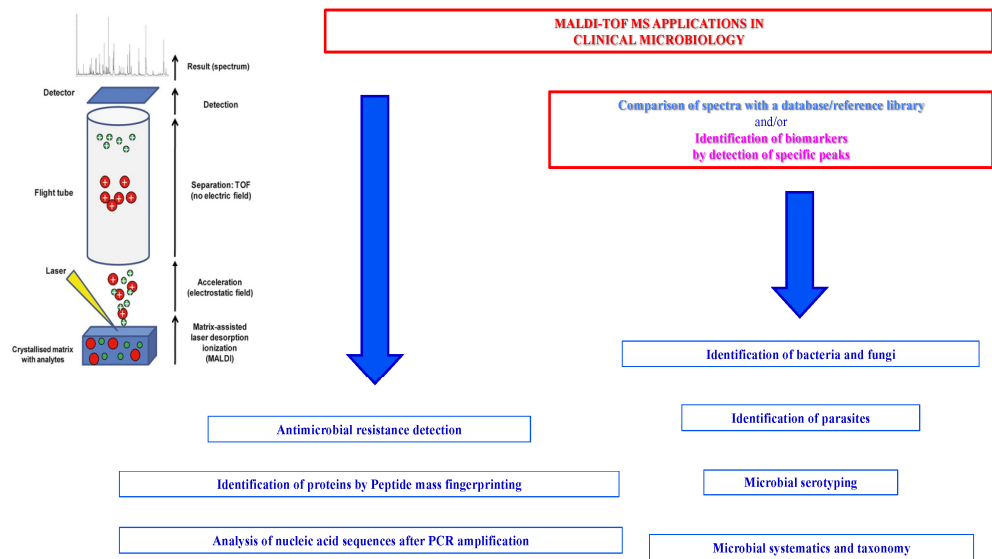 MALDI-TOF MS APPLICATIONS IN
CLINICAL MICROBIOLOGY
Result (spectrum)
Detector
Detection
Flight tube
Separation: TOF
(no electric field)
Laser
Acceleration
(electrostatic field)
Crystallised matrix
with analytes
Matrix-assisted
laser desorption
ionization
(MALDI)
Comparison of spectra with a database/reference library
and/or
Identification of biomarkers
by detection of specific peaks
Antimicrobial resistance detection
Identification of proteins by Peptide mass fingerprinting
Analysis of nucleic acid sequences after PCR amplification
Identification of bacteria and fungi
Identification of parasites
Microbial serotyping
Microbial systematics and taxonomy